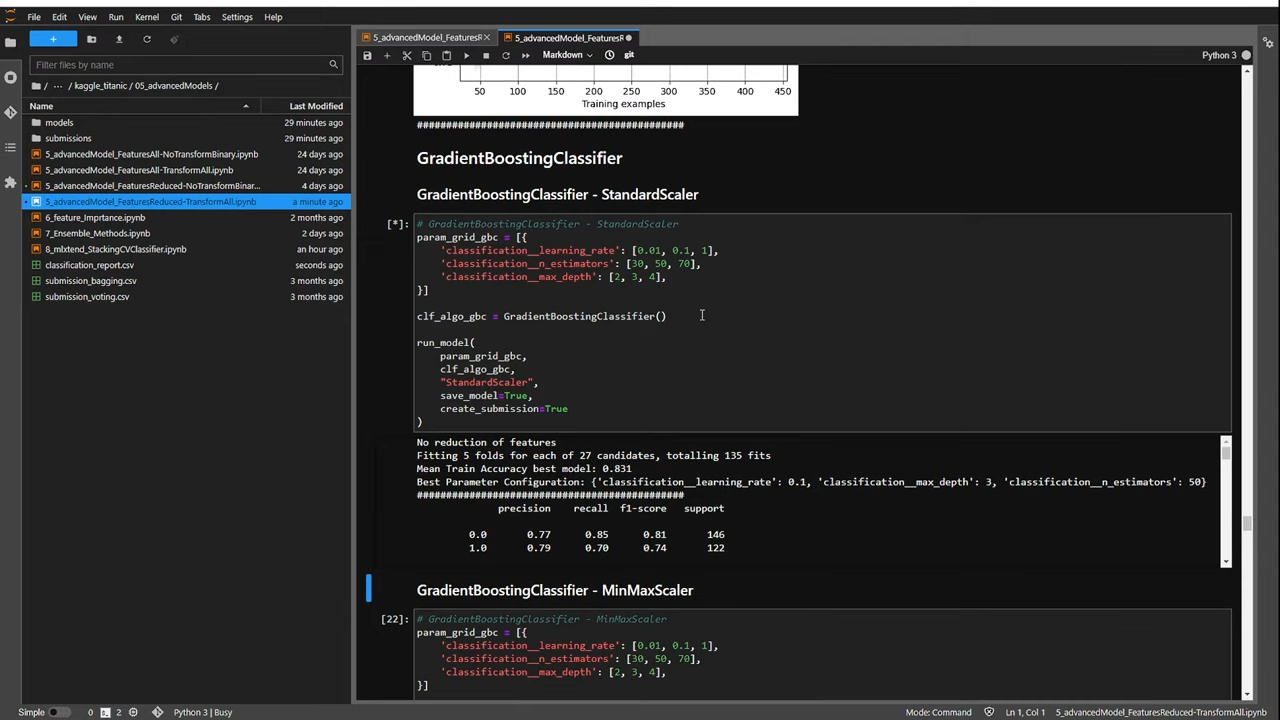 File Edit View Run Kernel Git Tabs Settings Help
Filter files by name
/ ··· / kaggle_titanic / 05_advancedModels /
Name Last Modified
models 29 minutes ago
submissions 29 minutes ago
5_advancedModel_FeaturesAll-NoTransformBinary.ipynb 24 days ago
5_advancedModel_FeaturesAll-TransformAll.ipynb 24 days ago
5_advancedModel_FeaturesReduced-NoTransformBinar... 4 days ago
5_advancedModel_FeaturesReduced-TransformAll.ipynb a minute ago
6_feature_Imprtance.ipynb 2 months ago
7_Ensemble_Methods.ipynb 2 days ago
8_mlxtend_StackingCVClassifier.ipynb an hour ago
classification_report.csv seconds ago
submission_bagging.csv 3 months ago
submission_voting.csv 3 months ago
5_advancedModel_FeaturesR
5_advancedModel_FeaturesR
Markdown git Python 3
50 100 150 200 250 300 350 400 450
Training examples
##############################################
GradientBoostingClassifier
GradientBoostingClassifier - StandardScaler
[*]: # GradientBoostingClassifier - StandardScaler
param_grid_gbc = [{
'classification__learning_rate': [0.01, 0.1, 1],
'classification__n_estimators': [30, 50, 70],
'classification__max_depth': [2, 3, 4],
}]
clf_algo_gbc = GradientBoostingClassifier()
run_model(
param_grid_gbc,
clf_algo_gbc,
"StandardScaler",
save_model=True,
create_submission=True
)
No reduction of features
Fitting 5 folds for each of 27 candidates, totalling 135 fits
Mean Train Accuracy best model: 0.831
Best Parameter Configuration: {'classification__learning_rate': 0.1, 'classification__max_depth': 3, 'classification__n_estimators': 50}
##############################################
precision recall f1-score support
0.0 0.77 0.85 0.81 146
1.0 0.79 0.70 0.74 122
GradientBoostingClassifier - MinMaxScaler
[22]: # GradientBoostingClassifier - MinMaxScaler
param_grid_gbc = [{
'classification__learning_rate': [0.01, 0.1, 1],
'classification__n_estimators': [30, 50, 70],
'classification__max_depth': [2, 3, 4],
}]
Simple 0 2 Python 3 | Busy Mode: Command Ln 1, Col 1 5_advancedModel_FeaturesReduced-TransformAll.ipynb